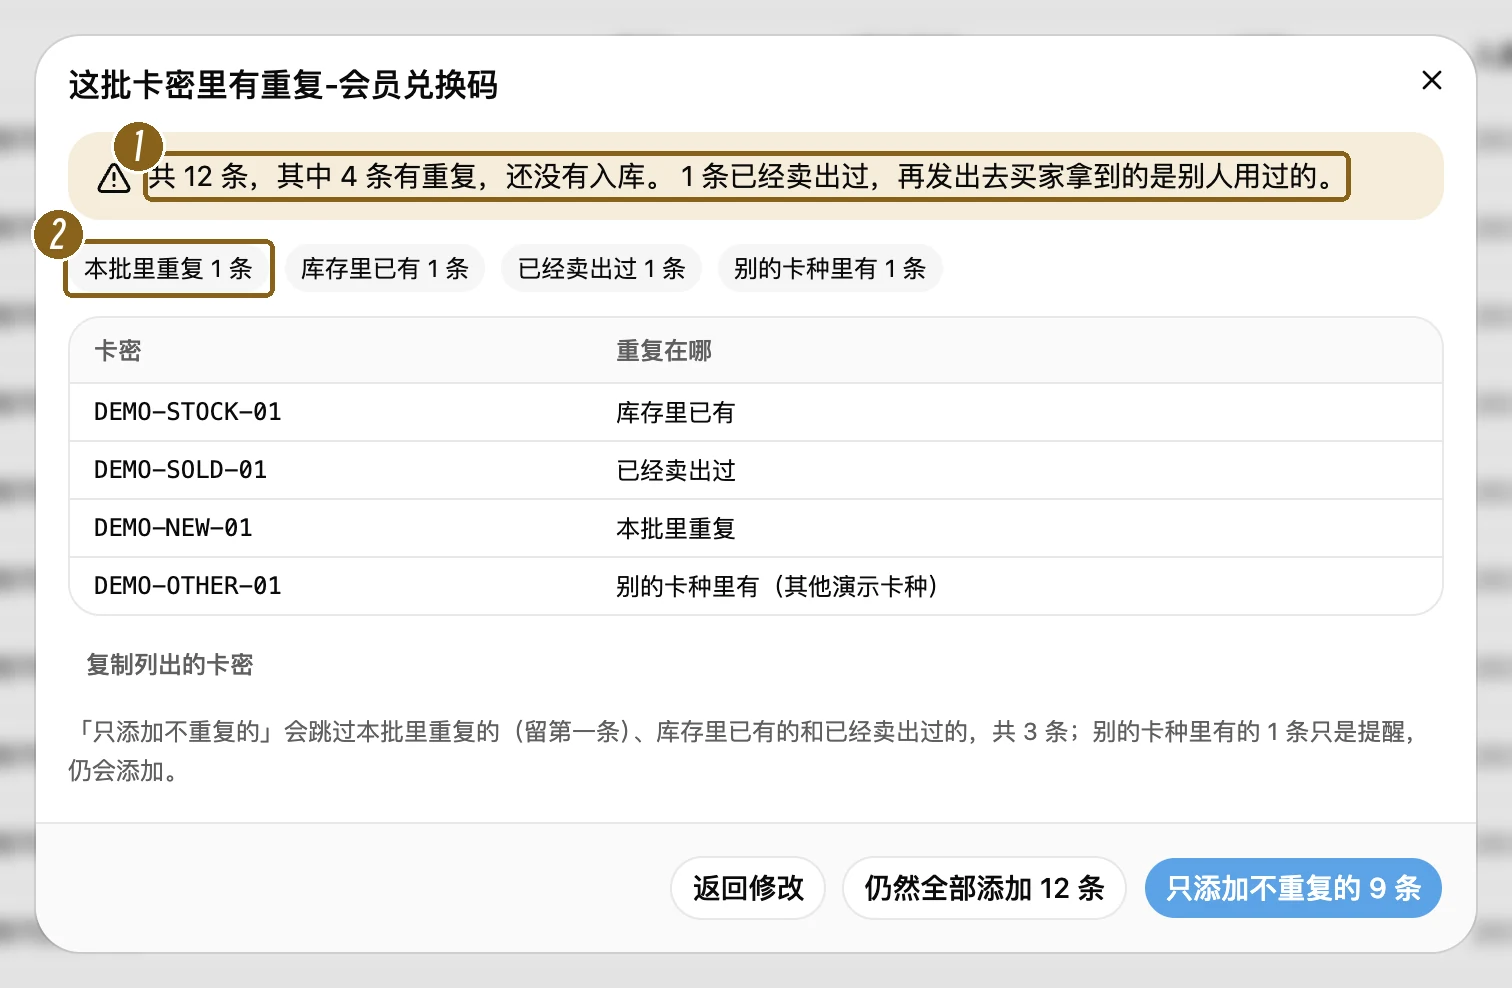 这批卡密里有重复-会员兑换码
1
共 12 条，其中 4 条有重复，还没有入库。1 条已经卖出过，再发出去买家拿到的是别人用过的。
2
本批里重复 1 条
库存里已有 1 条
已经卖出过 1 条
别的卡种里有 1 条
卡密 重复在哪
DEMO-STOCK-01 库存里已有
DEMO-SOLD-01 已经卖出过
DEMO-NEW-01 本批里重复
DEMO-OTHER-01 别的卡种里有（其他演示卡种）
复制列出的卡密
「只添加不重复的」会跳过本批里重复的（留第一条）、库存里已有的和已经卖出过的，共 3 条；别的卡种里有的 1 条只是提醒，
仍会添加。
返回修改
仍然全部添加 12 条
只添加不重复的 9 条